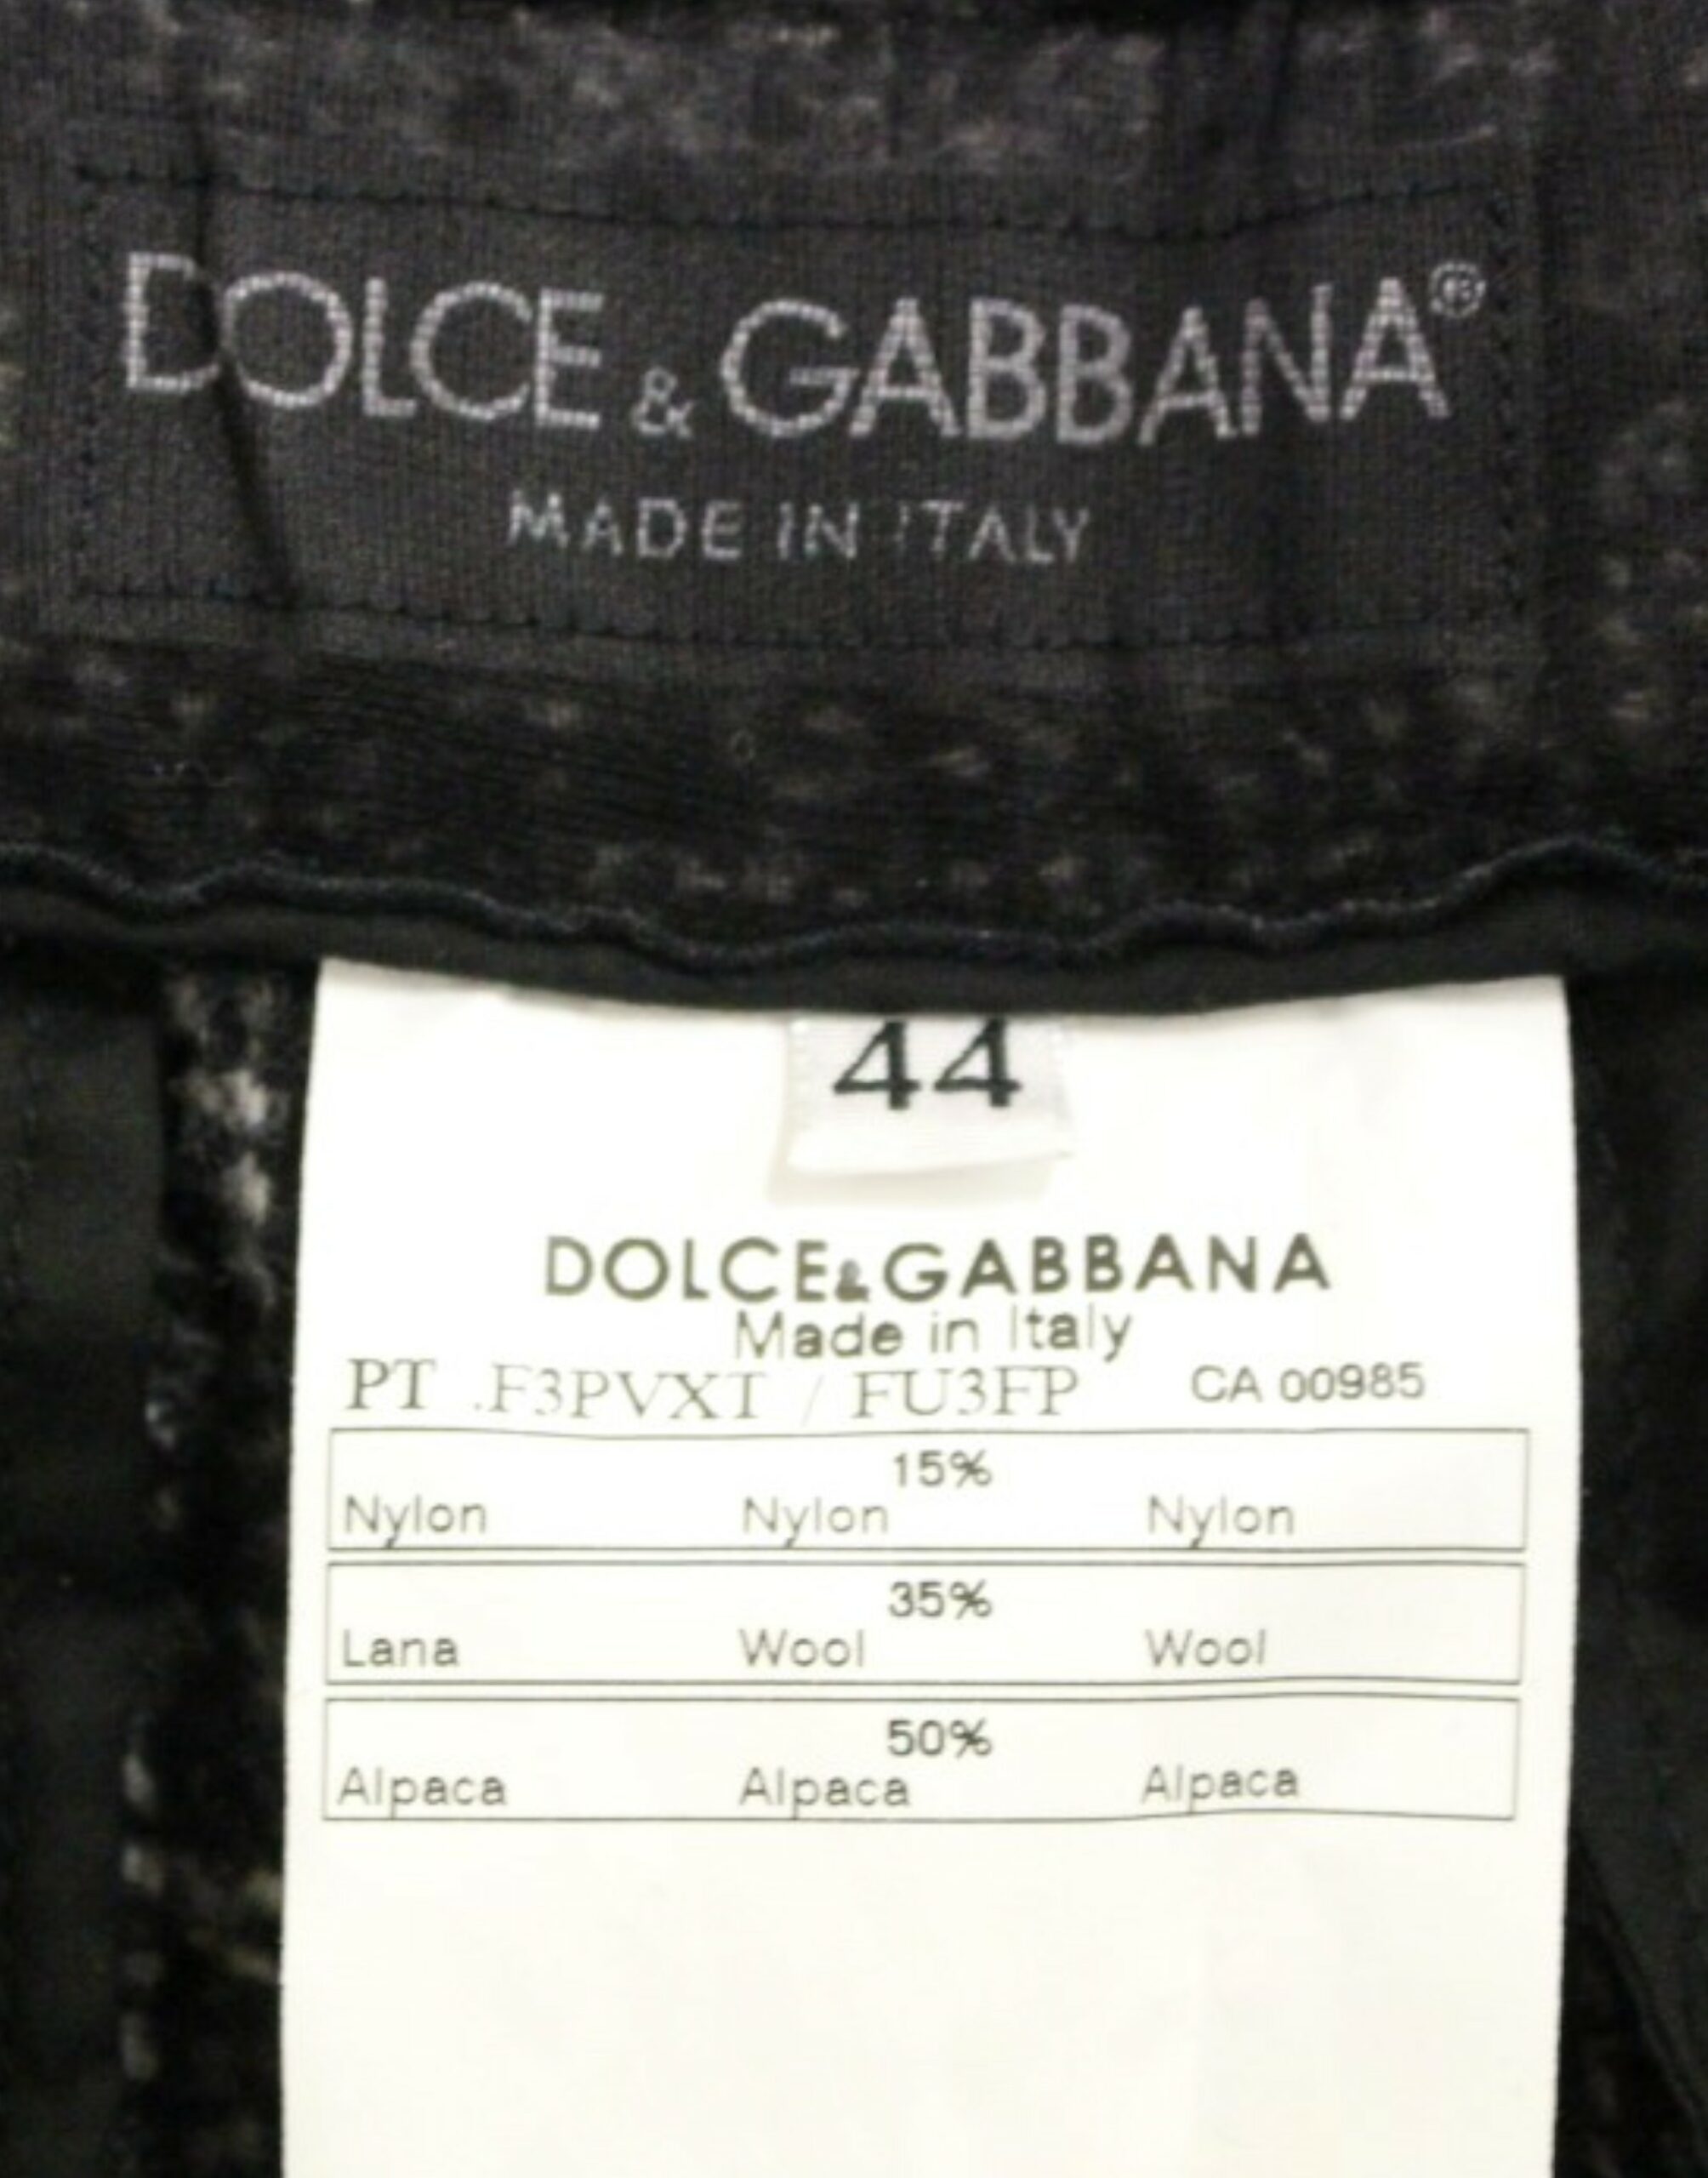 DOLCE & GABBANA®
MADE IN ITALY
44
DOLCE & GABBANA
Made in Italy
PT .F3PVXT / FU3FP CA 00985
15%
Nylon Nylon Nylon
35%
Lana Wool Wool
50%
Alpaca Alpaca Alpaca